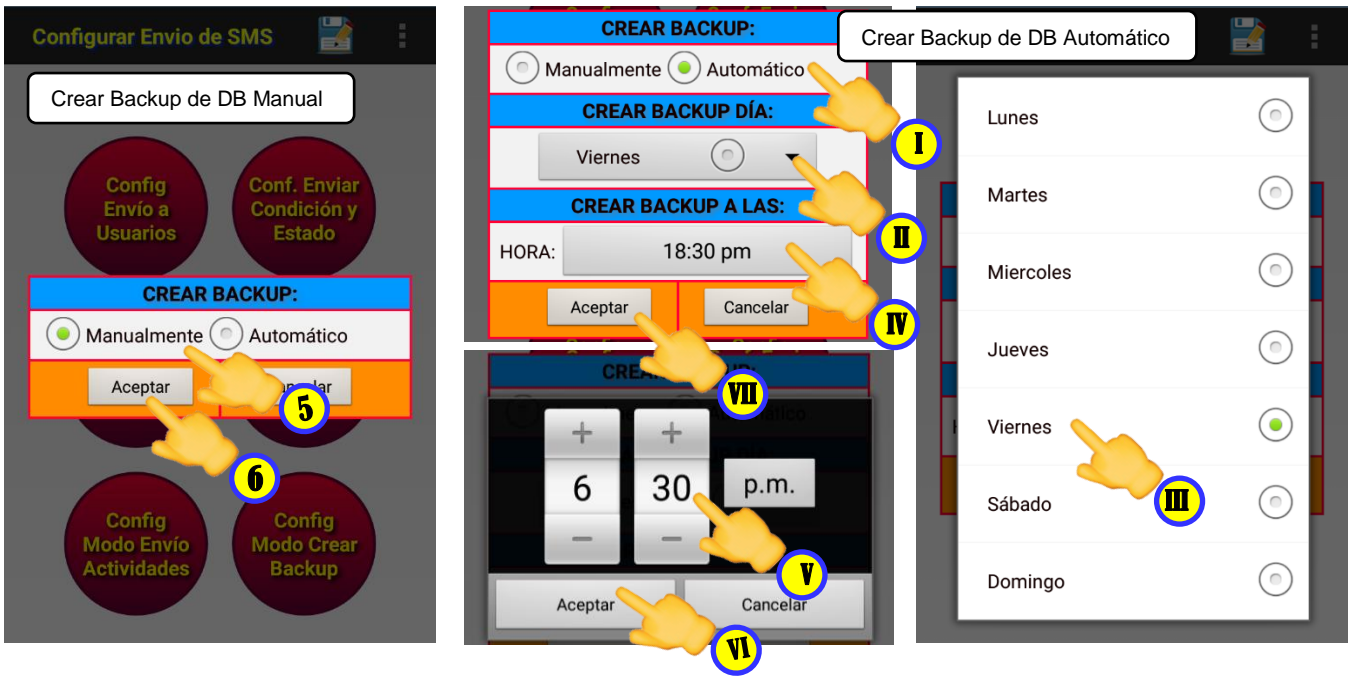 Configurar Envio de SMS
Crear Backup de DB Manual
Config
Envío a
Usuarios
Conf. Enviar
Condición y
Estado
CREAR BACKUP:
Manualmente
Automático
Aceptar
5
6
Config
Modo Envío
Actividades
Config
Modo Crear
Backup
CREAR BACKUP:
Manualmente
Automático
I
CREAR BACKUP DÍA:
Viernes
II
CREAR BACKUP A LAS:
HORA:
18:30 pm
IV
Aceptar
Cancelar
VII
6
30
p.m.
V
Aceptar
Cancelar
VI
Crear Backup de DB Automático
Lunes
Martes
Miercoles
Jueves
Viernes
III
Sábado
Domingo